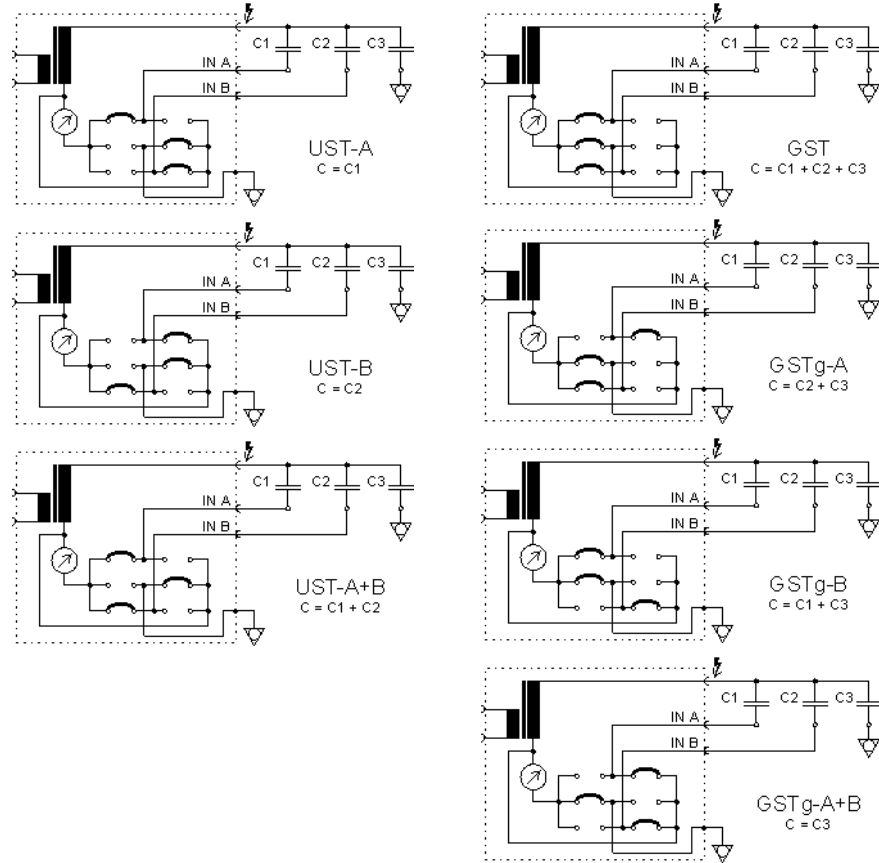 C1 C2 C3
IN A
IN B
UST-A
C = C1
C1 C2 C3
IN A
IN B
GST
C = C1 + C2 + C3
C1 C2 C3
IN A
IN B
UST-B
C = C2
C1 C2 C3
IN A
IN B
GSTg-A
C = C2 + C3
C1 C2 C3
IN A
IN B
UST-A+B
C = C1 + C2
C1 C2 C3
IN A
IN B
GSTg-B
C = C1 + C3
C1 C2 C3
IN A
IN B
GSTg-A+B
C = C3